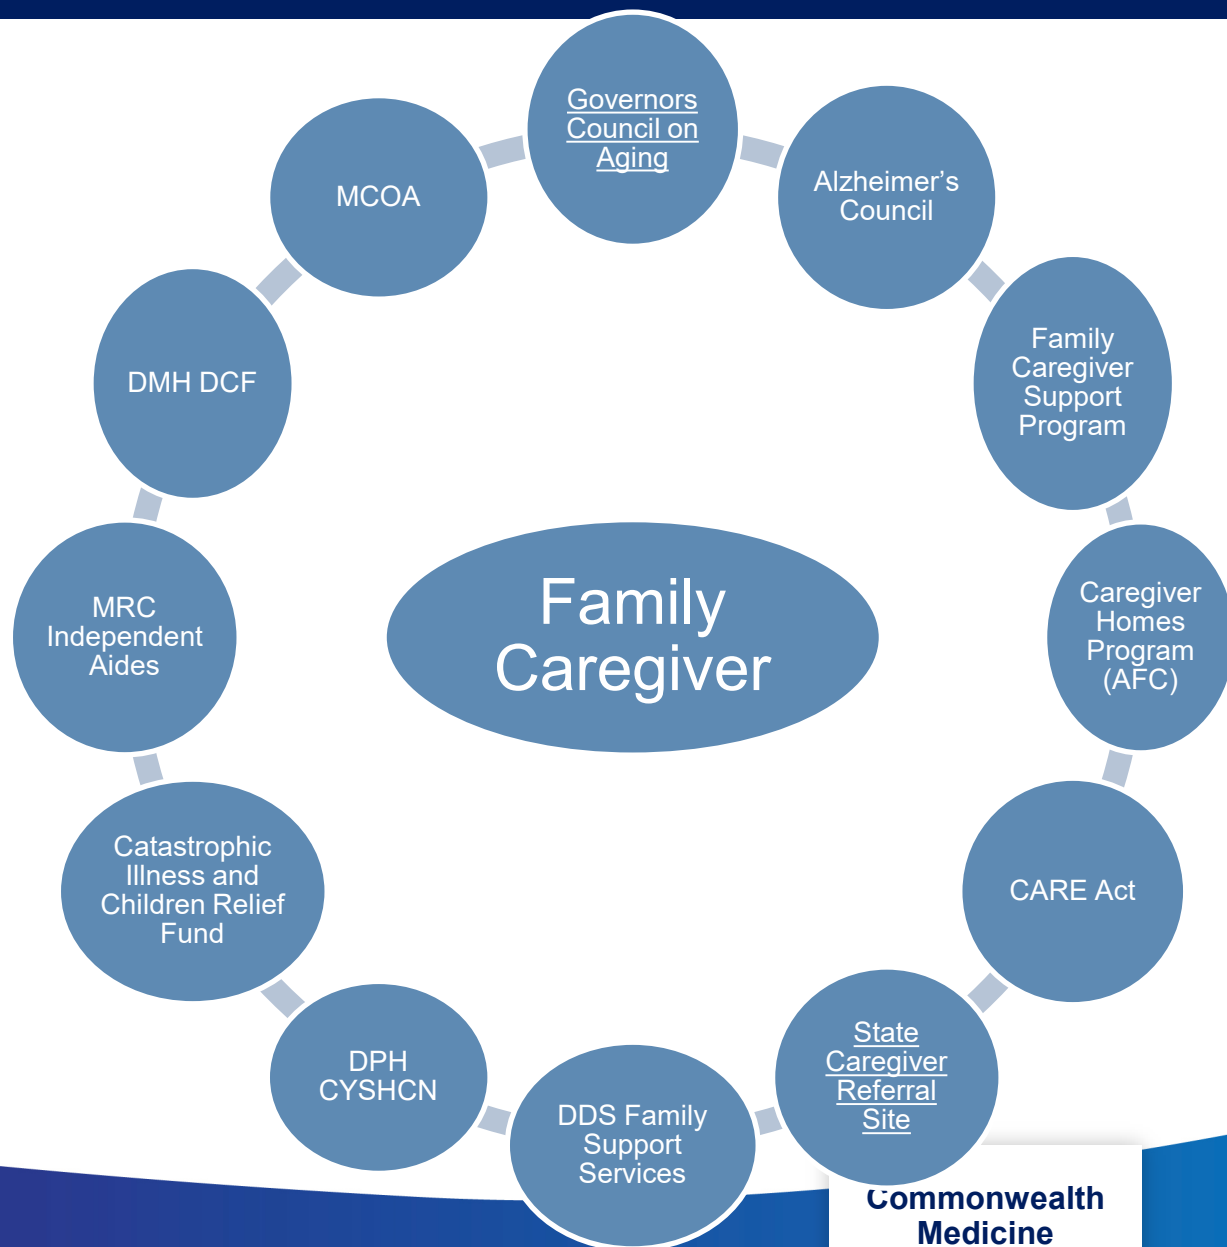 Governors
Council on
Aging
Alzheimer's
Council
Family
Caregiver
Support
Program
Caregiver
Homes
Program
(AFC)
CARE Act
State
Caregiver
Referral
Site
DDS Family
Support
Services
DPH
CYSHCN
Catastrophic
Illness and
Children Relief
Fund
MRC
Independent
Aides
DMH DCF
MCOA
Family
Caregiver
Commonwealth
Medicine